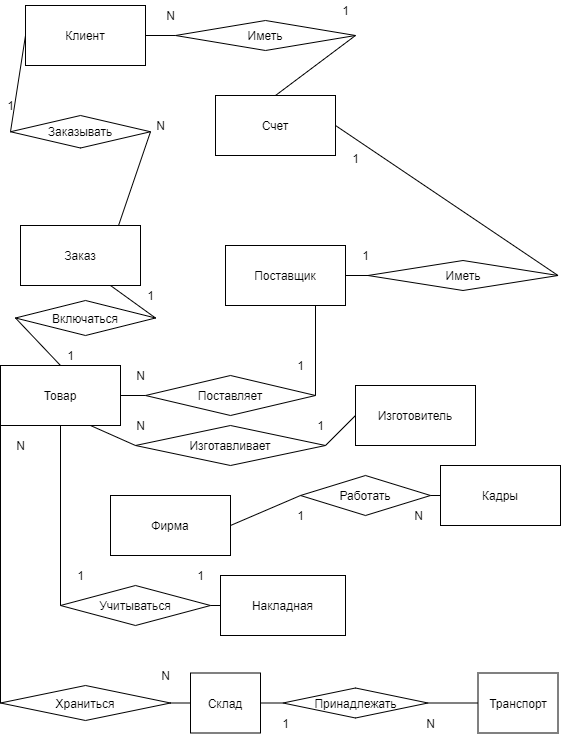 N
1
Клиент
Иметь
1
Заказывать
N
Счет
1
Заказ
Поставщик
1
Иметь
1
Включаться
1
Товар
N
Поставляет
1
N
Изготавливает
1
Изготовитель
N
Фирма
1
Работать
N
Кадры
1
Учитываться
1
Накладная
Храниться
N
Склад
1
Принадлежать
N
Транспорт